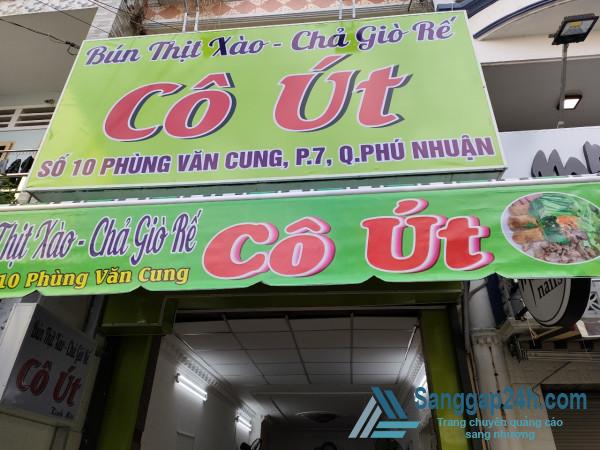 Bún Thịt Xào - Chả Giò Rế
Cô Út
SỐ 10 PHÙNG VĂN CUNG, P.7, Q.PHÚ NHUẬN
Thịt Xào - Chả Giò Rế
10 Phùng Văn Cung
Cô Út
nails
Bún Thịt Xào - Chả Giò Rế
CÔ ÚT
Sanggap24h.com
Trang chuyên quảng cáo
sang nhượng